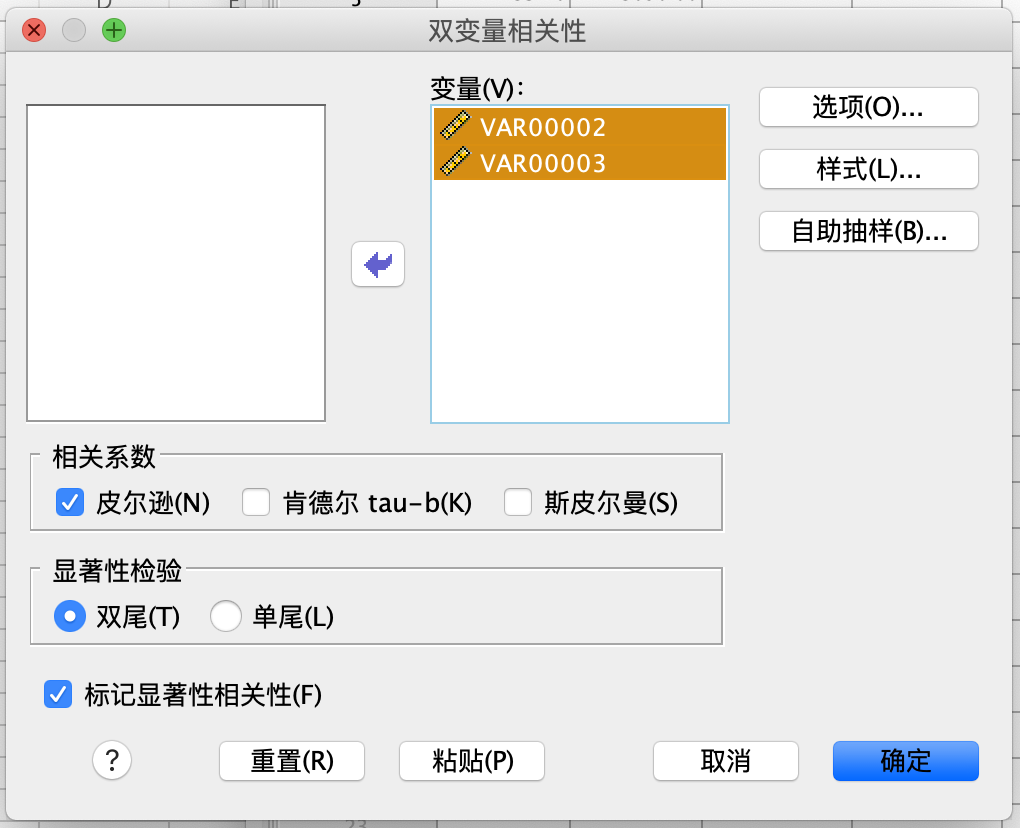 双变量相关性
变量(V):
VAR00002
VAR00003
选项(O)...
样式(L)...
自助抽样(B)...
相关系数
皮尔逊(N) 肯德尔 tau-b(K) 斯皮尔曼(S)
显著性检验
双尾(T) 单尾(L)
标记显著性相关性(F)
? 重置(R) 粘贴(P) 取消 确定